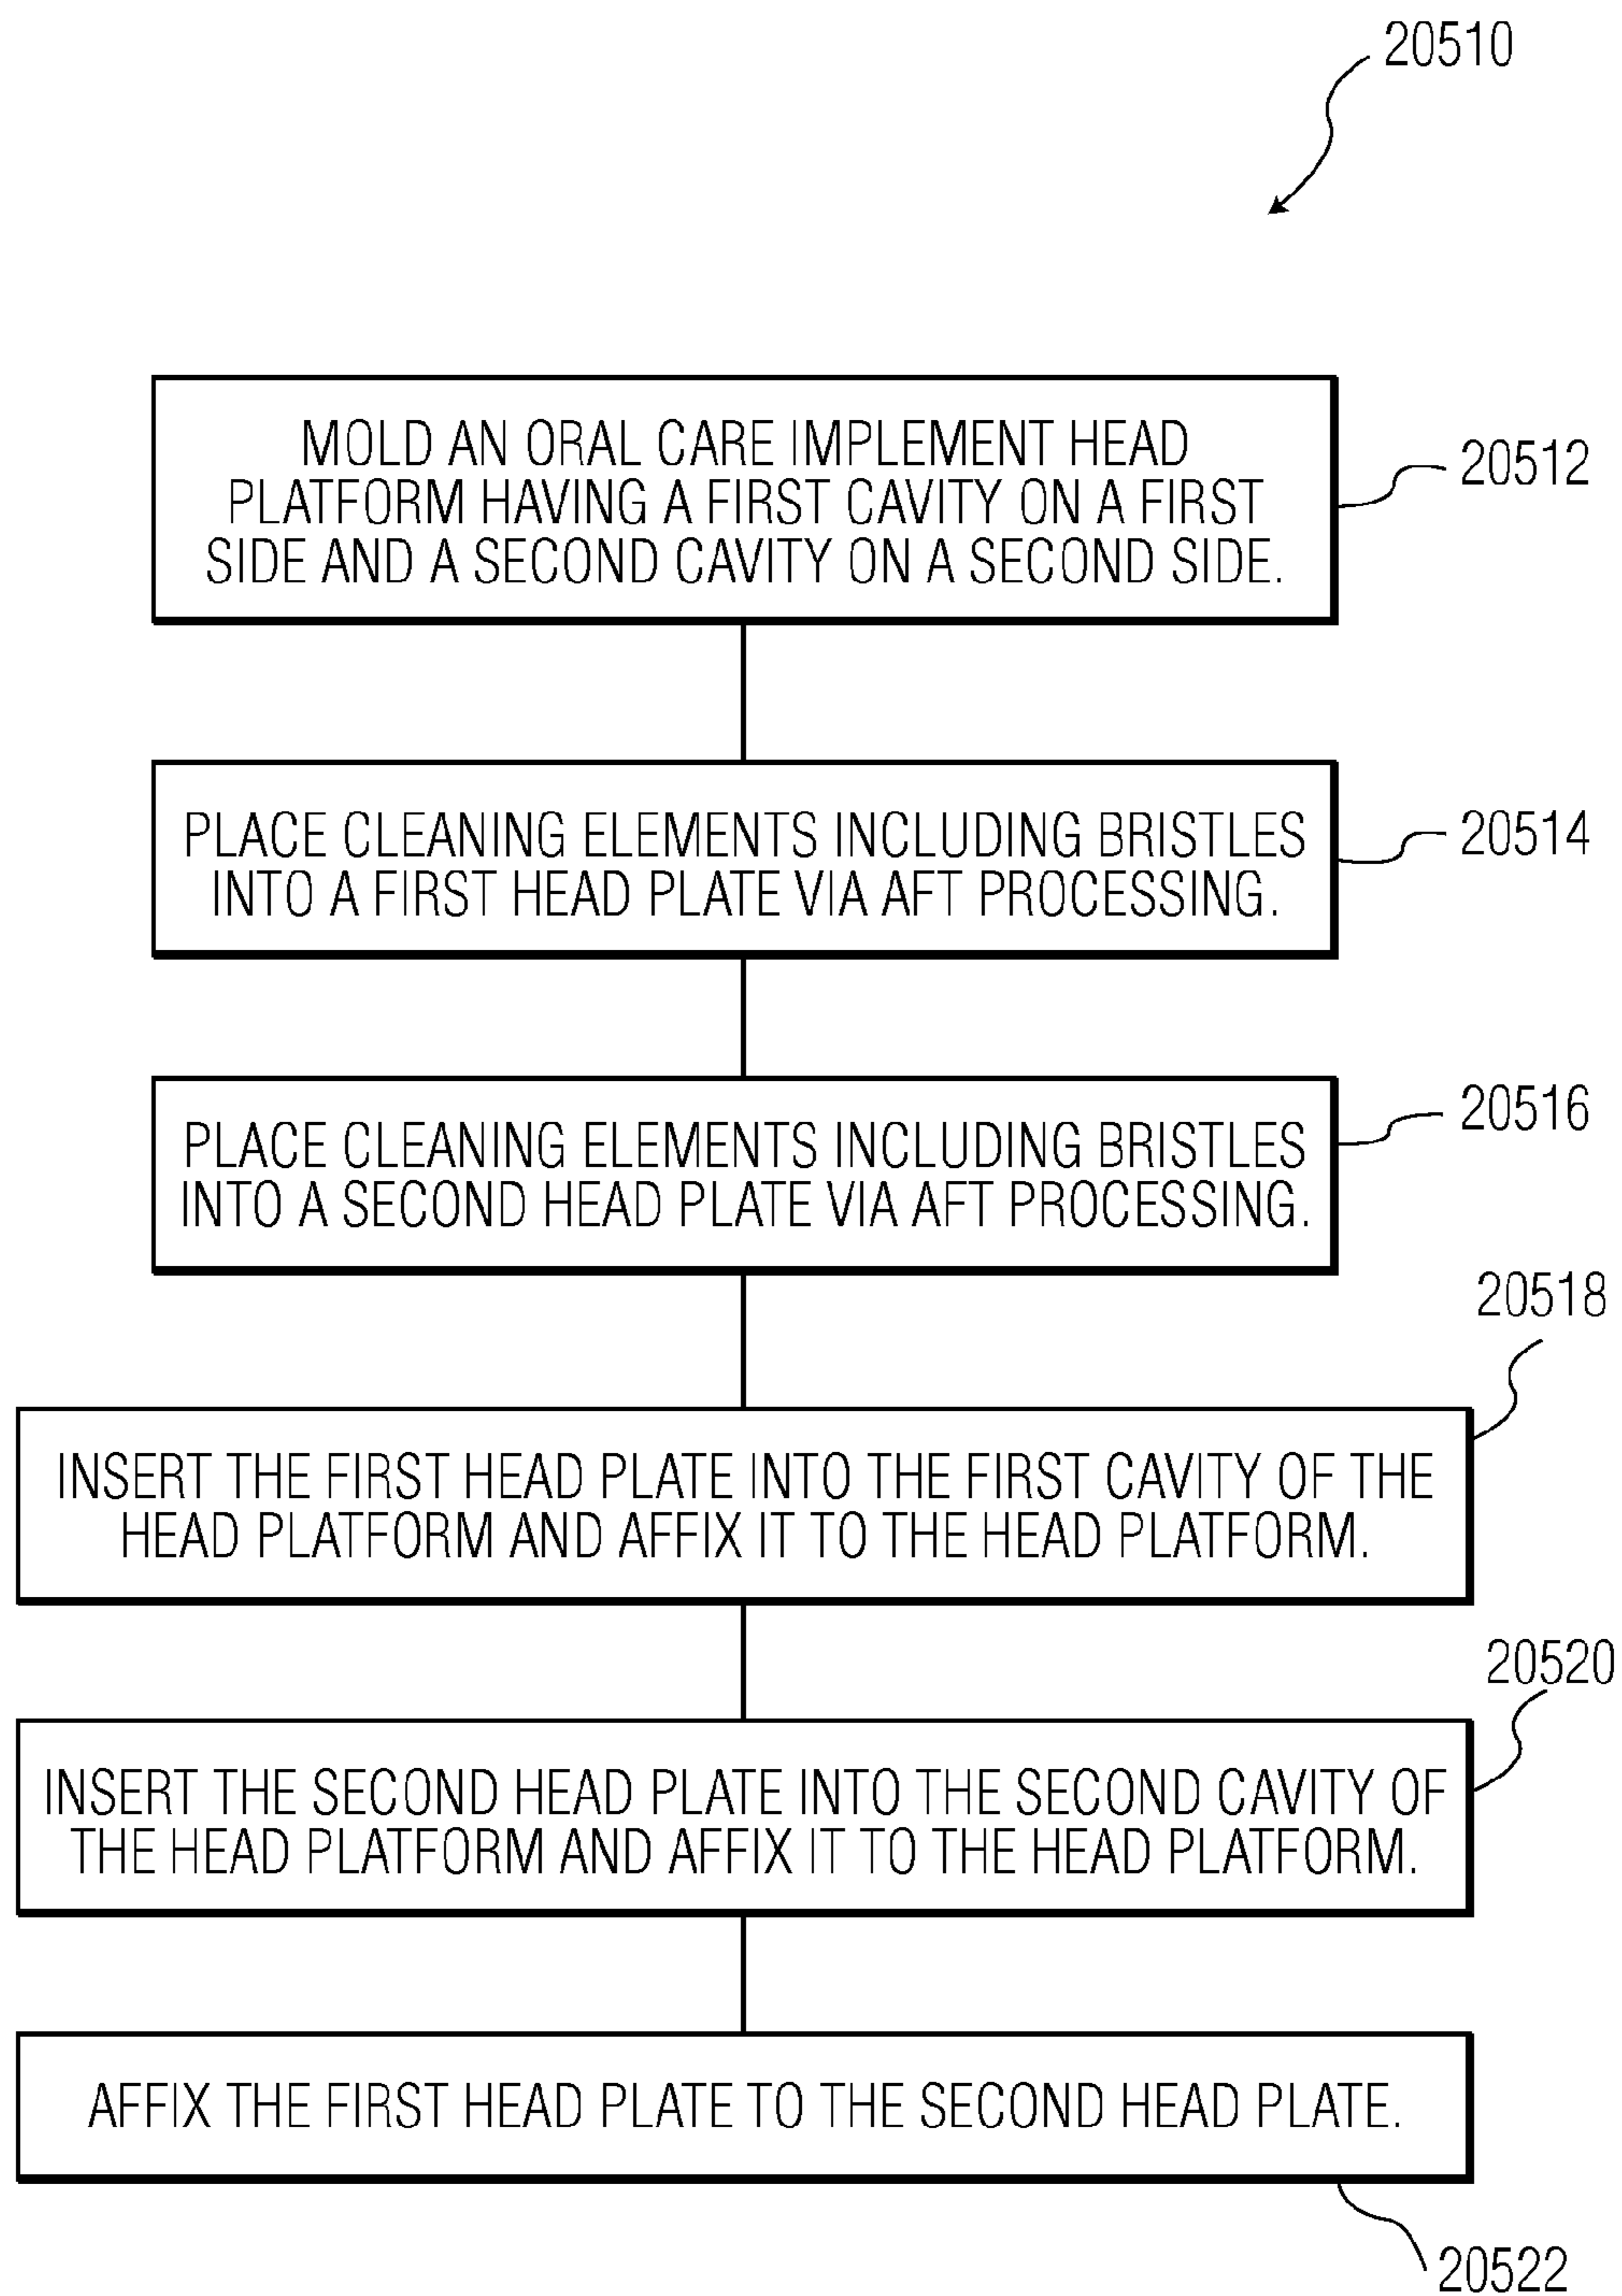 20510
MOLD AN ORAL CARE IMPLEMENT HEAD
PLATFORM HAVING A FIRST CAVITY ON A FIRST
SIDE AND A SECOND CAVITY ON A SECOND SIDE.
20512
PLACE CLEANING ELEMENTS INCLUDING BRISTLES
INTO A FIRST HEAD PLATE VIA AFT PROCESSING.
20514
PLACE CLEANING ELEMENTS INCLUDING BRISTLES
INTO A SECOND HEAD PLATE VIA AFT PROCESSING.
20516
20518
INSERT THE FIRST HEAD PLATE INTO THE FIRST CAVITY OF THE
HEAD PLATFORM AND AFFIX IT TO THE HEAD PLATFORM.
20520
INSERT THE SECOND HEAD PLATE INTO THE SECOND CAVITY OF
THE HEAD PLATFORM AND AFFIX IT TO THE HEAD PLATFORM.
AFFIX THE FIRST HEAD PLATE TO THE SECOND HEAD PLATE.
20522